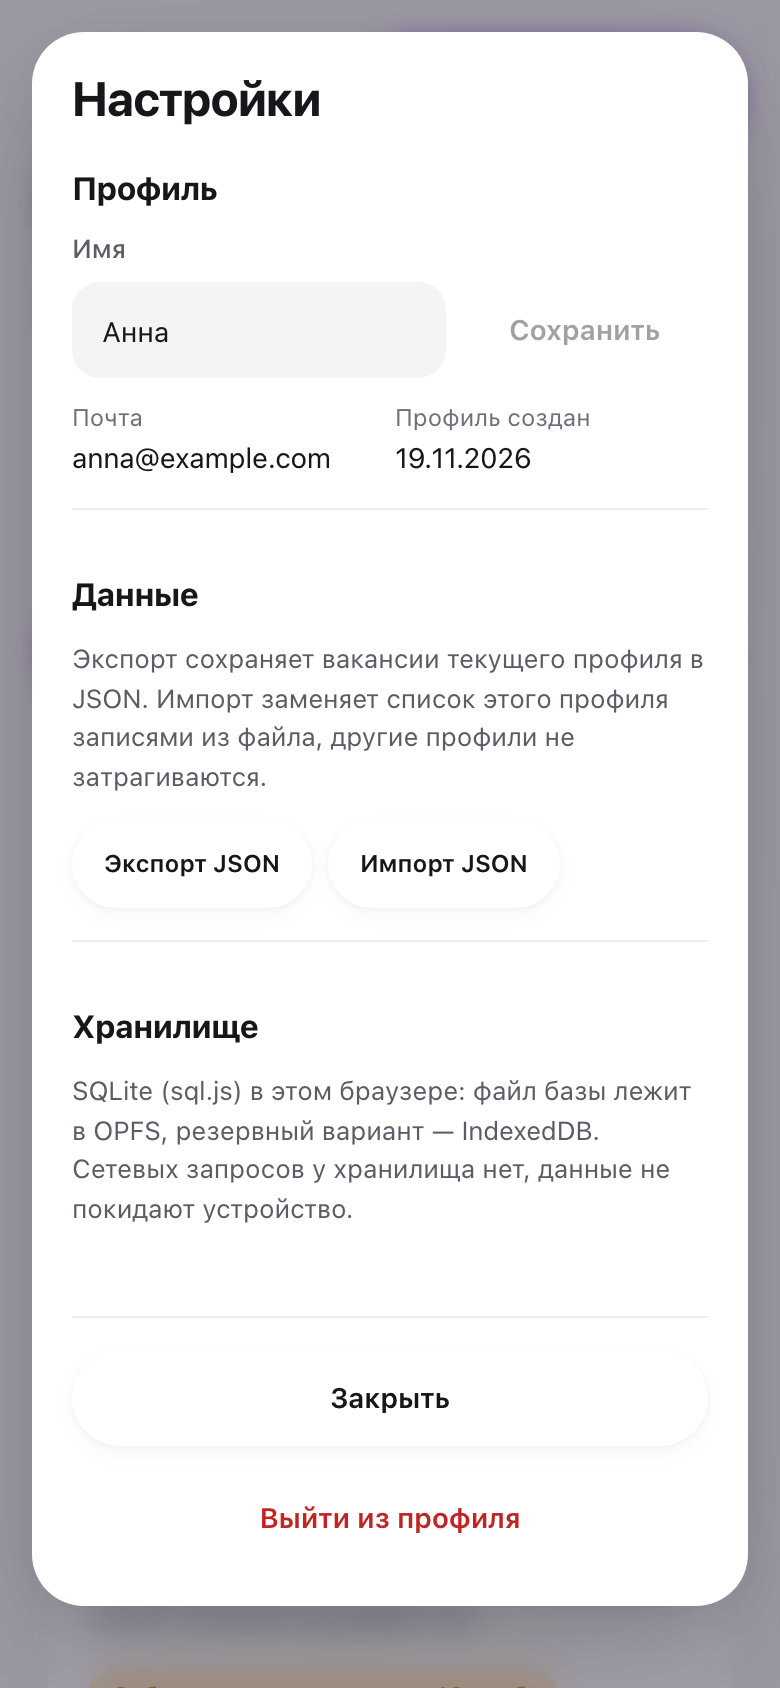 Настройки
Профиль
Имя
Анна
Сохранить
Почта
Профиль создан
anna@example.com
19.11.2026
Данные
Экспорт сохраняет вакансии текущего профиля в
JSON. Импорт заменяет список этого профиля
записями из файла, другие профили не
затрагиваются.
Экспорт JSON
Импорт JSON
Хранилище
SQLite (sql.js) в этом браузере: файл базы лежит
в OPFS, резервный вариант — IndexedDB.
Сетевых запросов у хранилища нет, данные не
покидают устройство.
Закрыть
Выйти из профиля